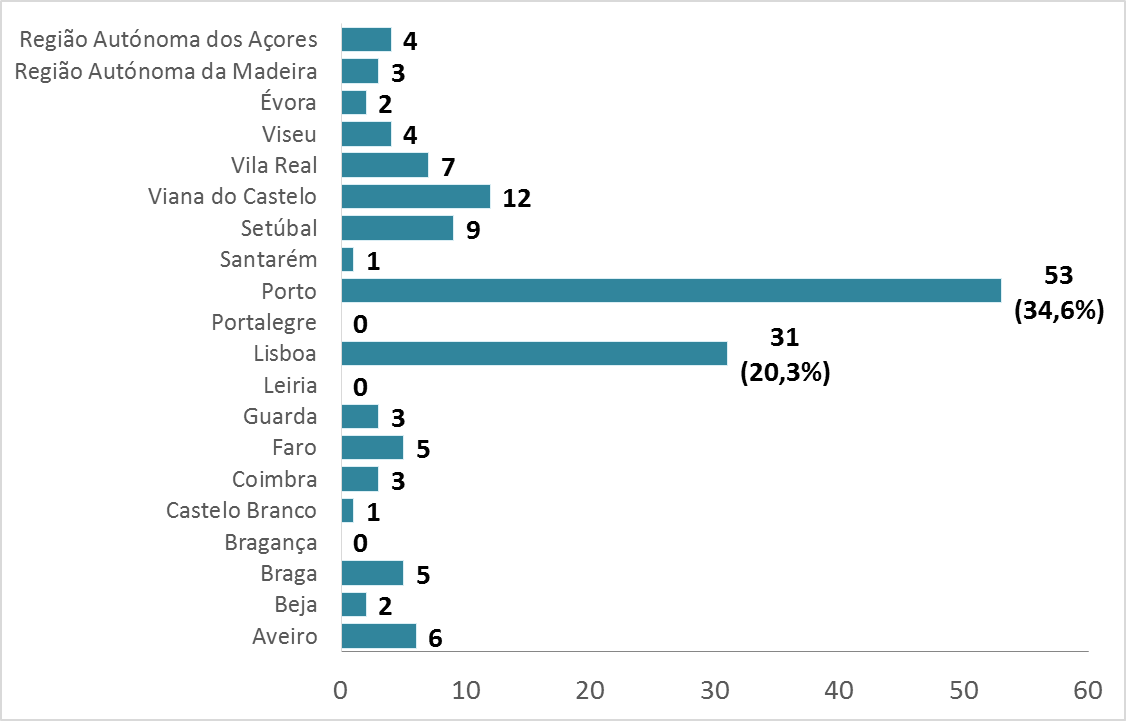 Região Autónoma dos Açores 4
Região Autónoma da Madeira 3
Évora 2
Viseu 4
Vila Real 7
Viana do Castelo 12
Setúbal 9
Santarém 1
Porto 53
(34,6%)
Portalegre 0
Lisboa 31
(20,3%)
Leiria 0
Guarda 3
Faro 5
Coimbra 3
Castelo Branco 1
Bragança 0
Braga 5
Beja 2
Aveiro 6
0 10 20 30 40 50 60